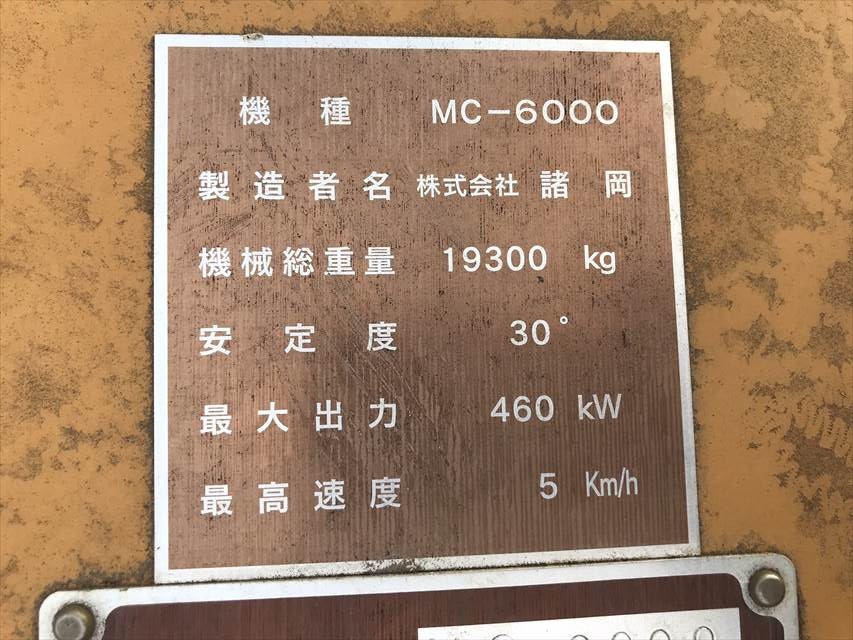 機種 MC-6000
製造者名 株式会社 諸岡
機械総重量 19300 kg
安定度 30°
最大出力 460 kW
最高速度 5 Km/h